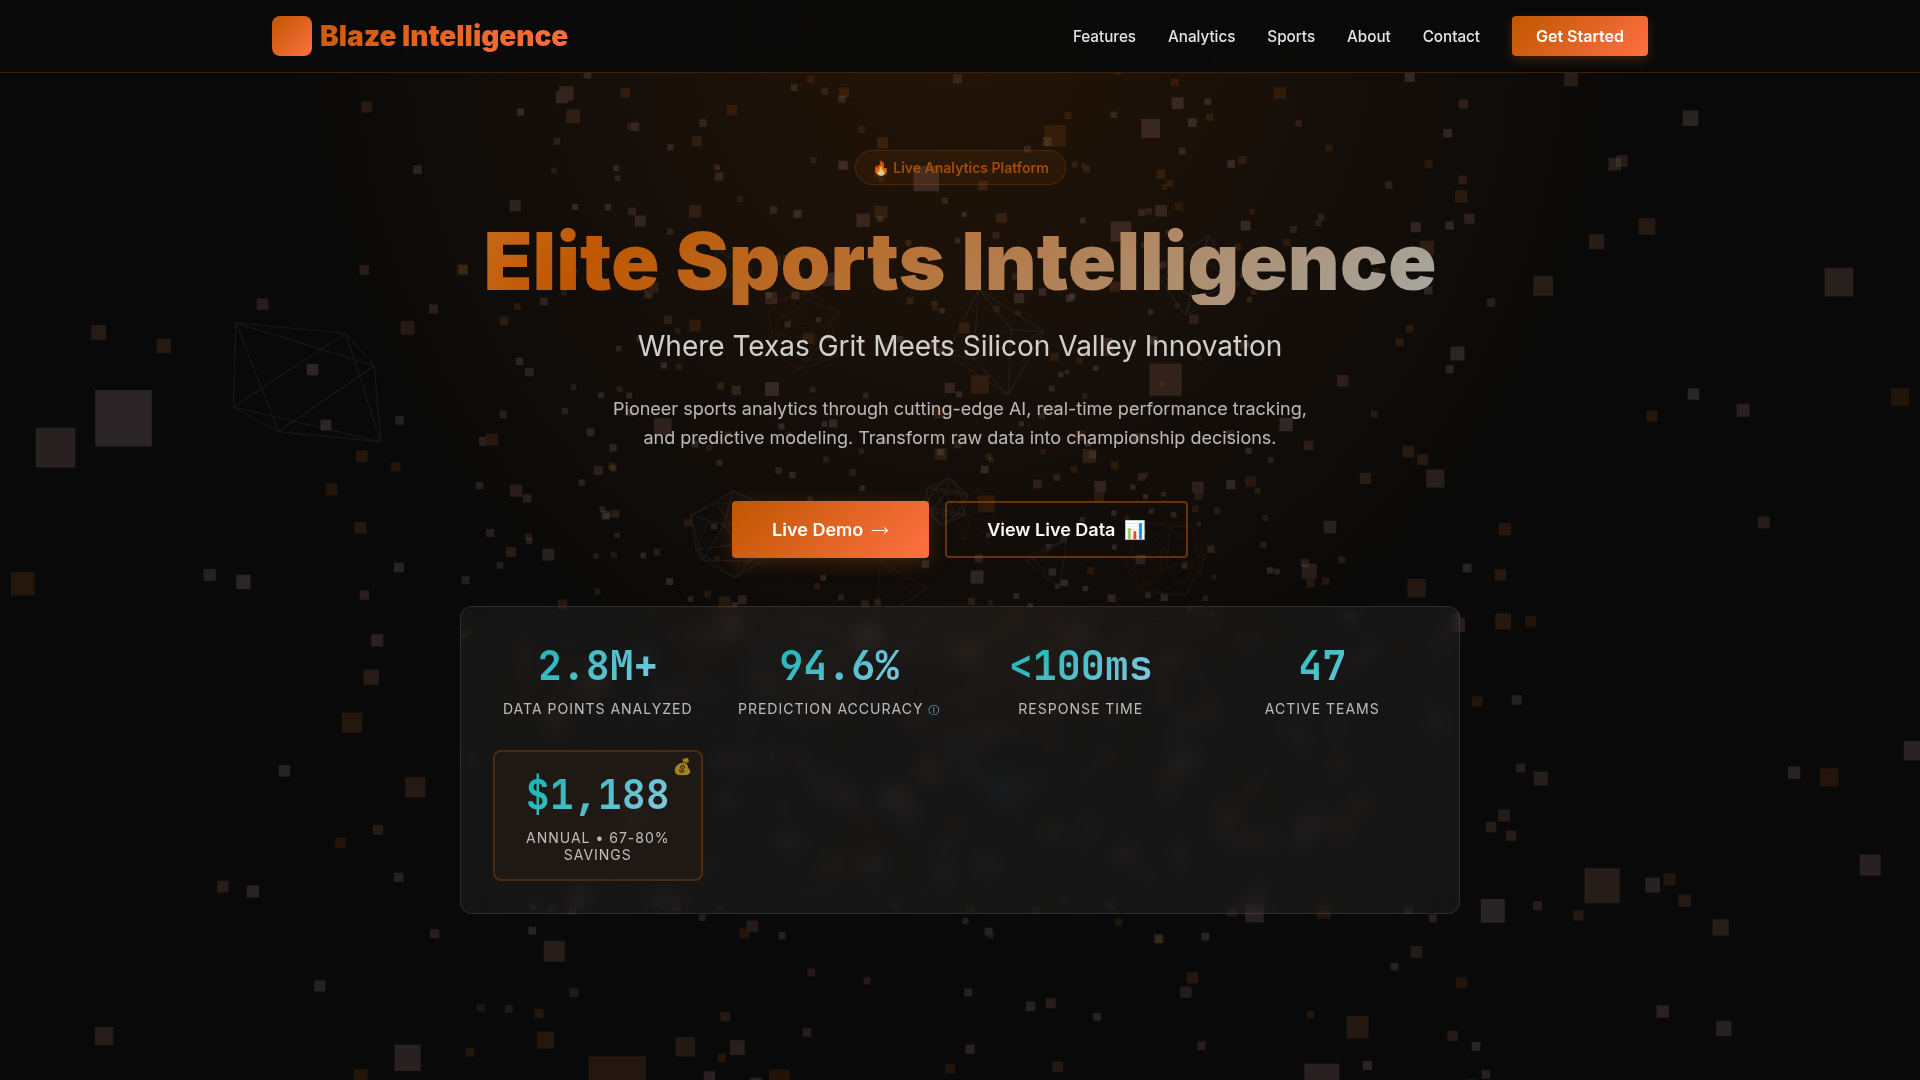 Blaze Intelligence
Features
Analytics
Sports
About
Contact
Get Started
🔥 Live Analytics Platform
Elite Sports Intelligence
Where Texas Grit Meets Silicon Valley Innovation
Pioneer sports analytics through cutting-edge AI, real-time performance tracking,
and predictive modeling. Transform raw data into championship decisions.
Live Demo →
View Live Data 📊
2.8M+
DATA POINTS ANALYZED
94.6%
PREDICTION ACCURACY ⓘ
<100ms
RESPONSE TIME
47
ACTIVE TEAMS
💰
$1,188
ANNUAL • 67-80%
SAVINGS